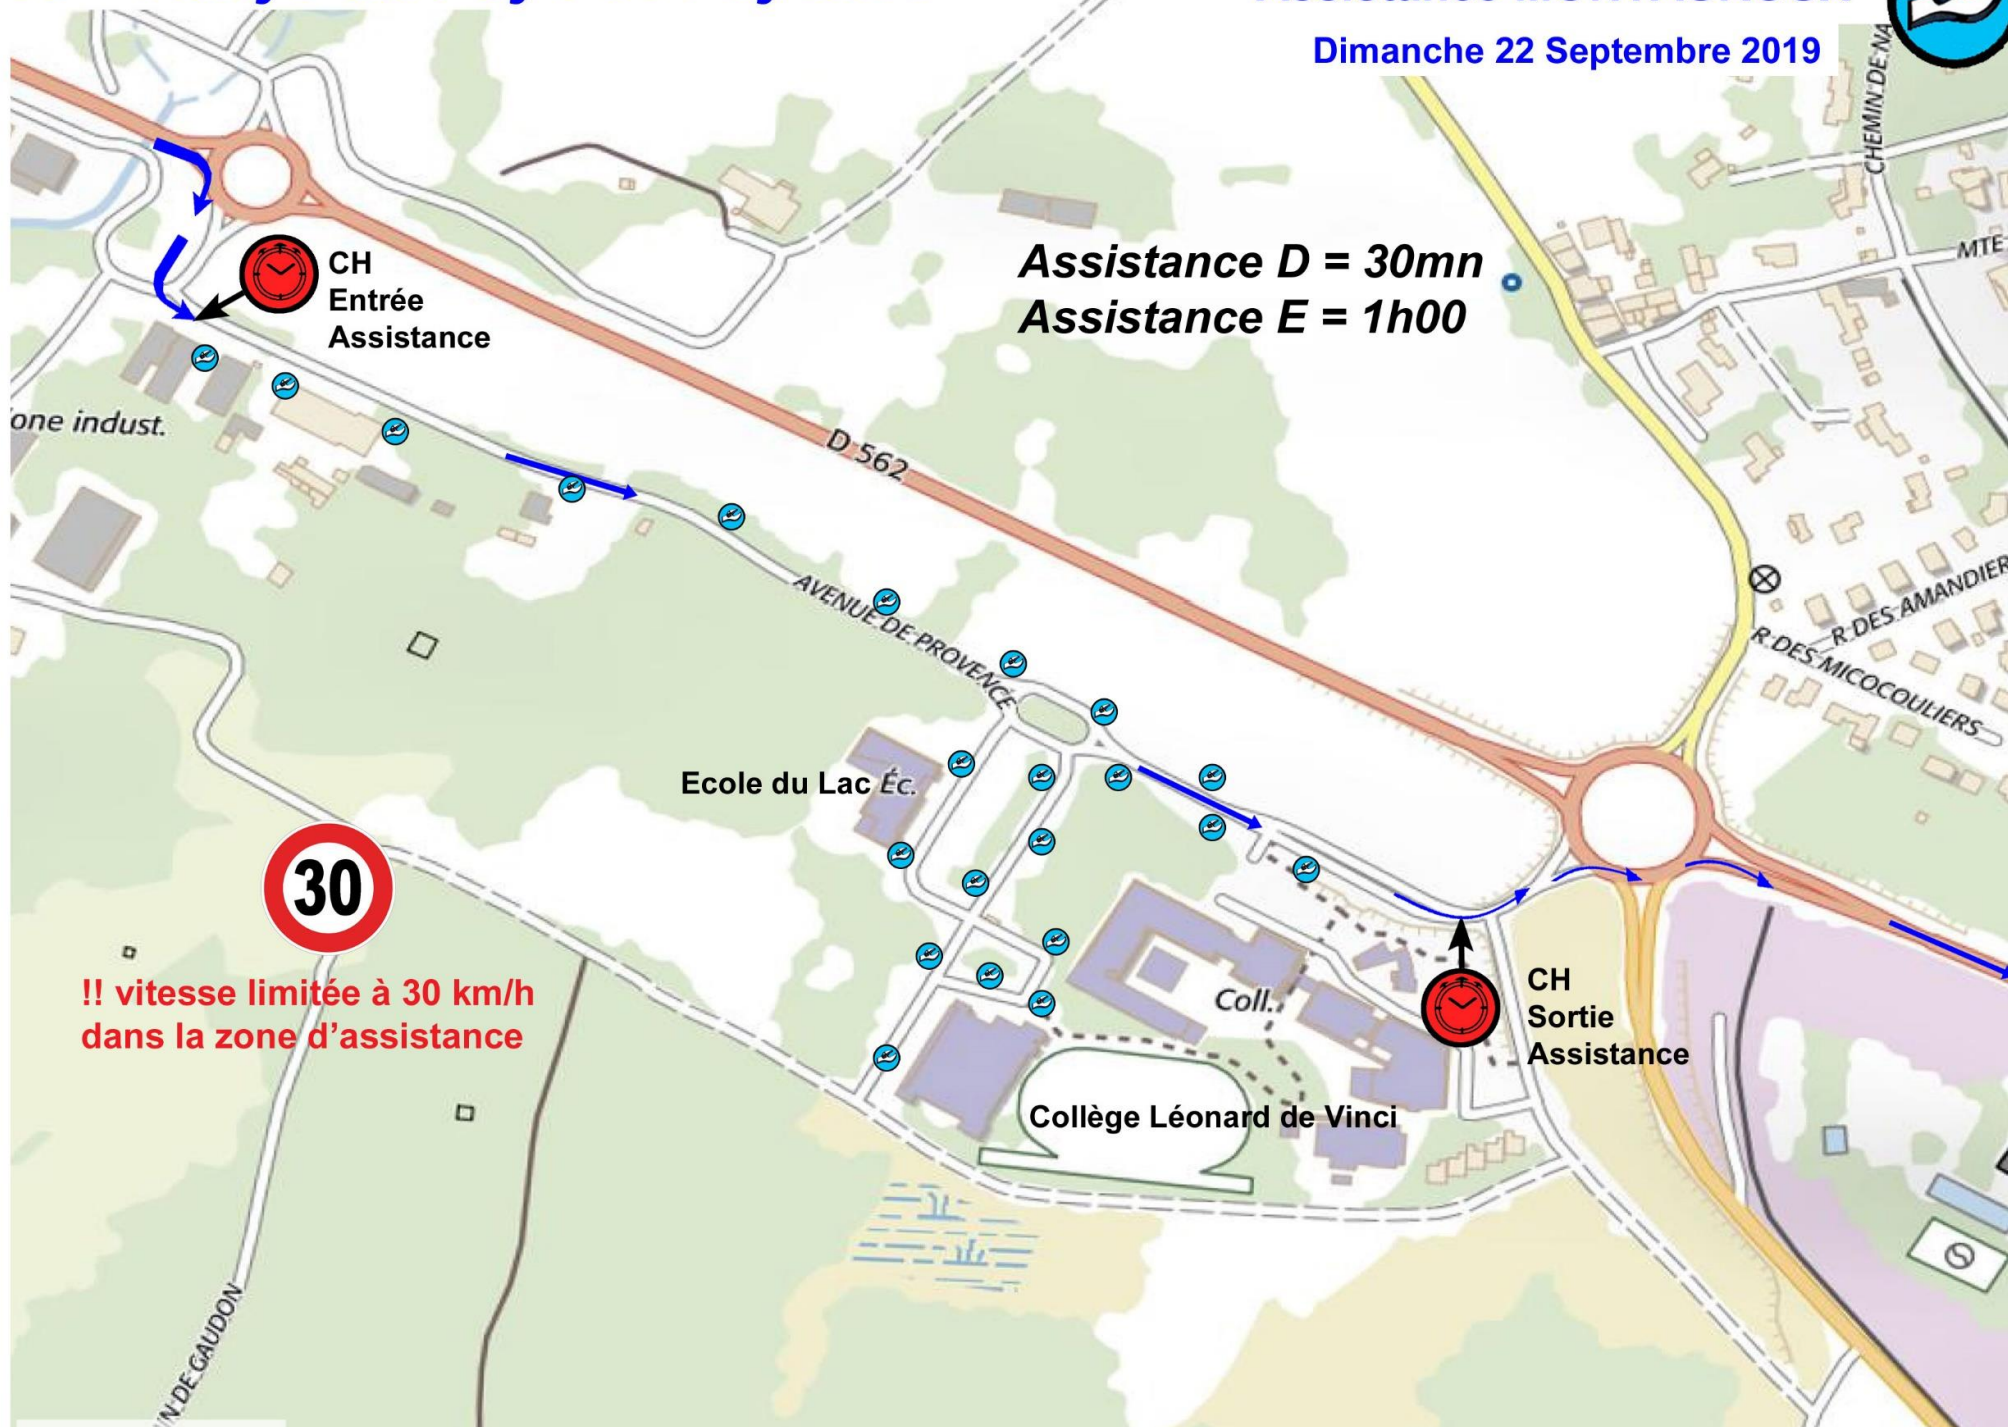 Dimanche 22 Septembre 2019
CHEMIN DE NA
MTE
CH
Entrée
Assistance
Assistance D = 30mn
Assistance E = 1h00
one indust.
D 562
AVENUE DE PROVENCE
R DES AMANDIER
R DES MICOCOULIERS
Ecole du Lac
Éc.
30
!! vitesse limitée à 30 km/h
dans la zone d'assistance
Coll.
CH
Sortie
Assistance
Collège Léonard de Vinci
N DE GAUDON